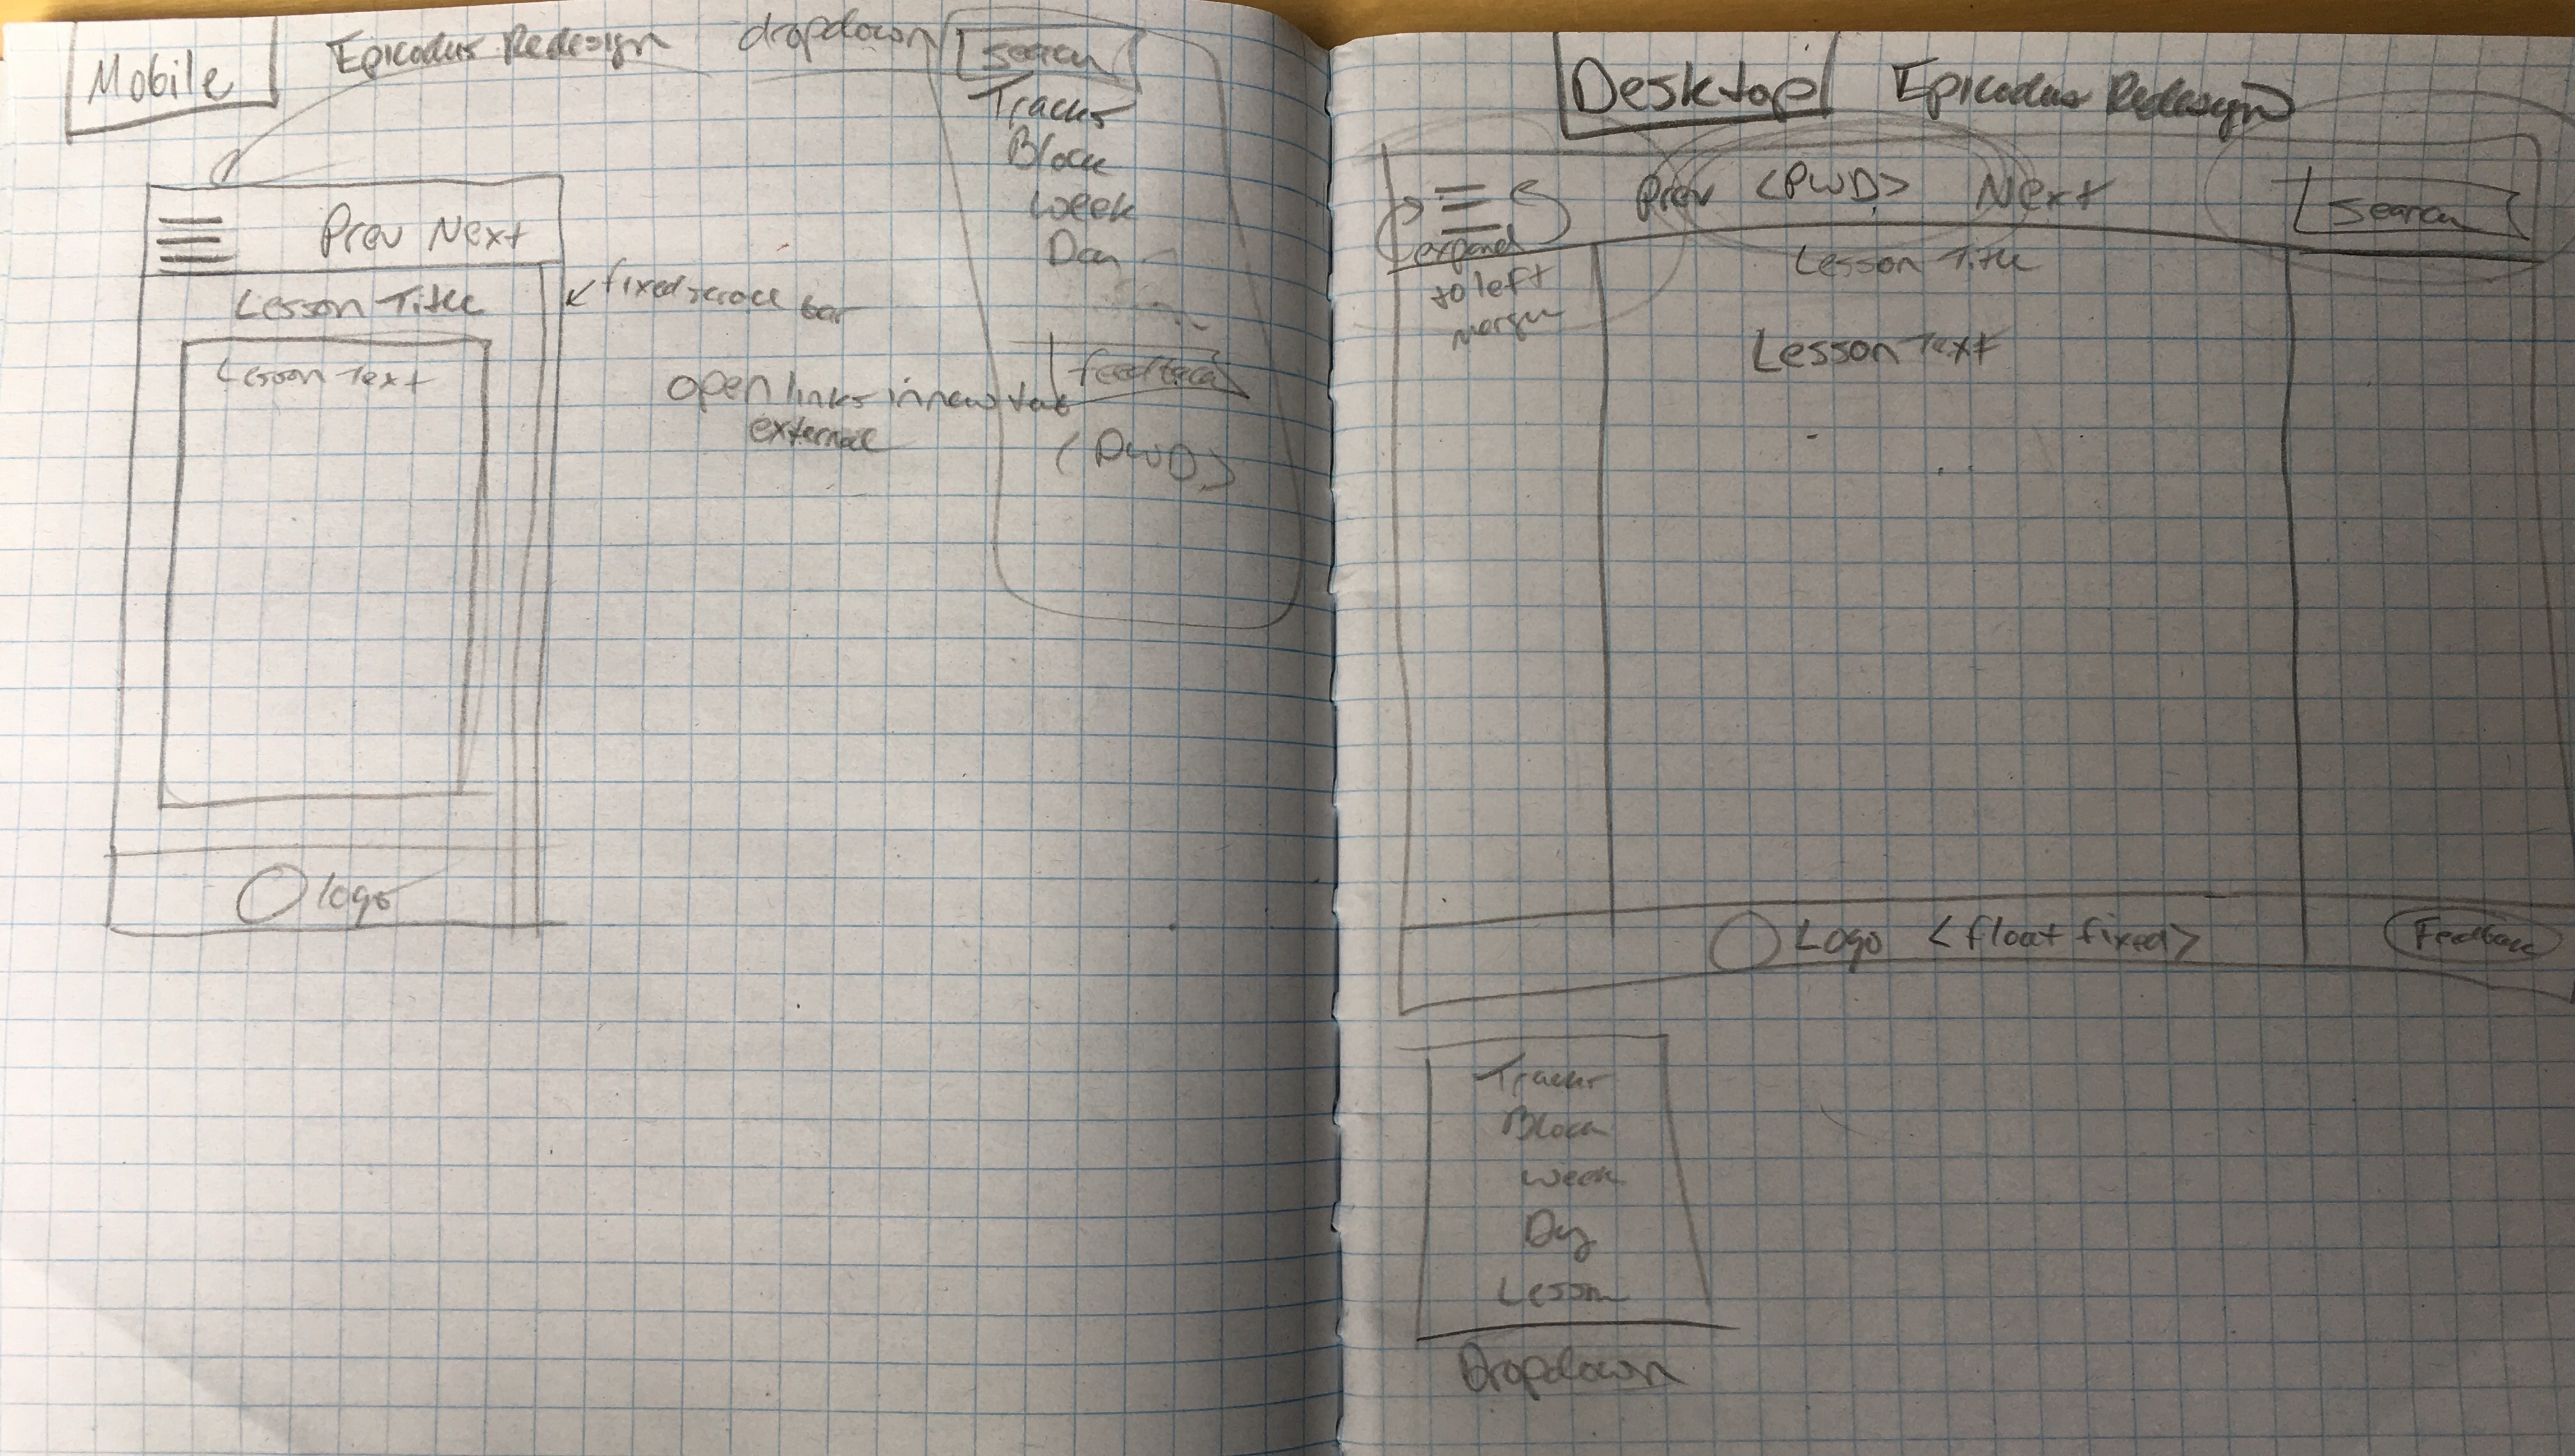 Mobile
Epicodus Redesign
dropdown
search
Tracks
Block
Week
Day
feedback
(PWD)
Prev Next
Lesson Title
Lesson Text
fixed scroll bar
open links in new tab
external
logo
Desktop
Epicodus Redesign
Prev <PWD> Next
search
expand
to left
margin
Lesson Title
Lesson Text
Logo <float fixed>
Feedback
Tracks
Block
Week
Day
Lesson
Dropdown